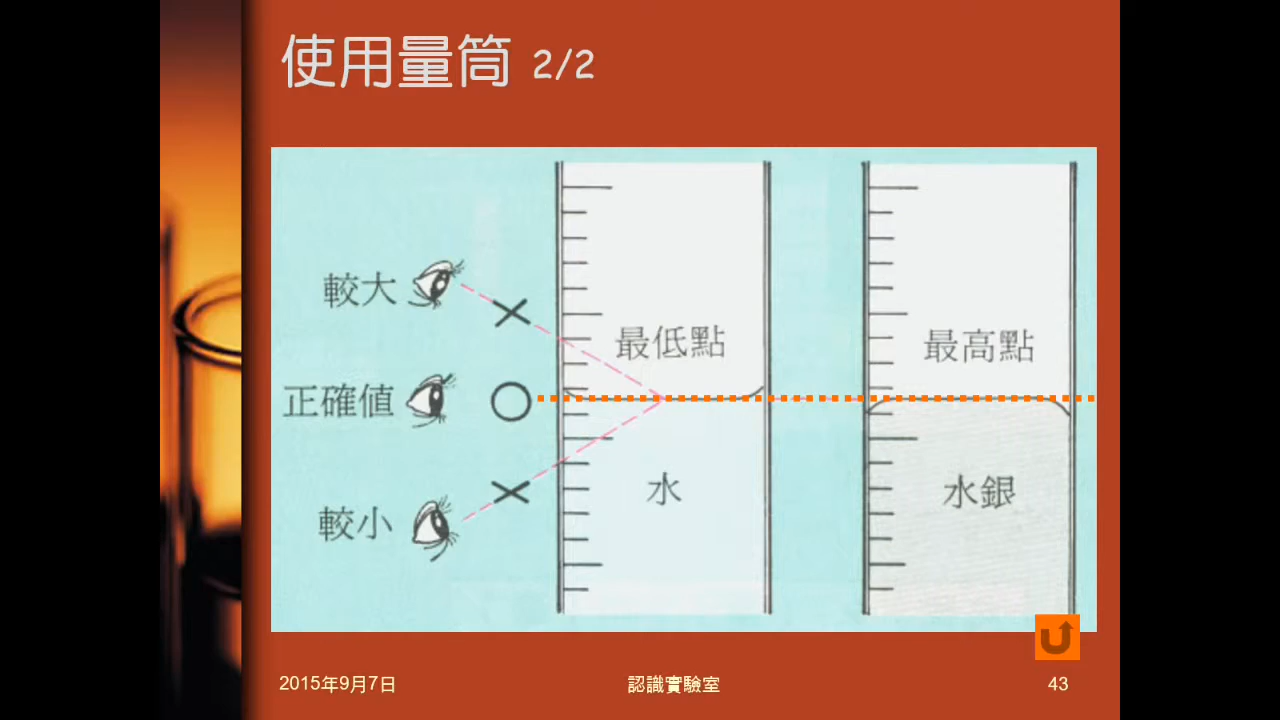 使用量筒 2/2
較大
最低點
最高點
正確值
水
水銀
較小
2015年9月7日
認識實驗室
43